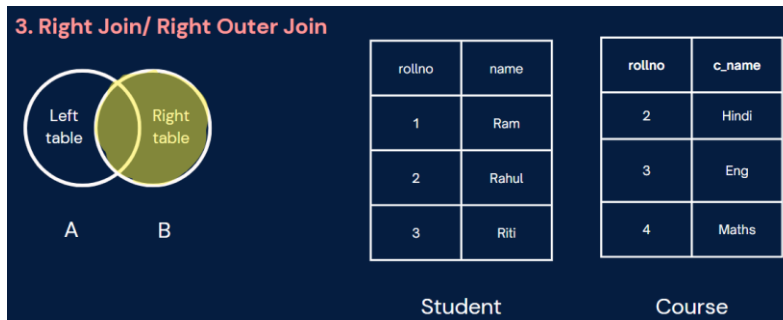 3. Right Join/ Right Outer Join
Left
table
Right
table
A B
rollno name
1 Ram
2 Rahul
3 Riti
Student
rollno c_name
2 Hindi
3 Eng
4 Maths
Course